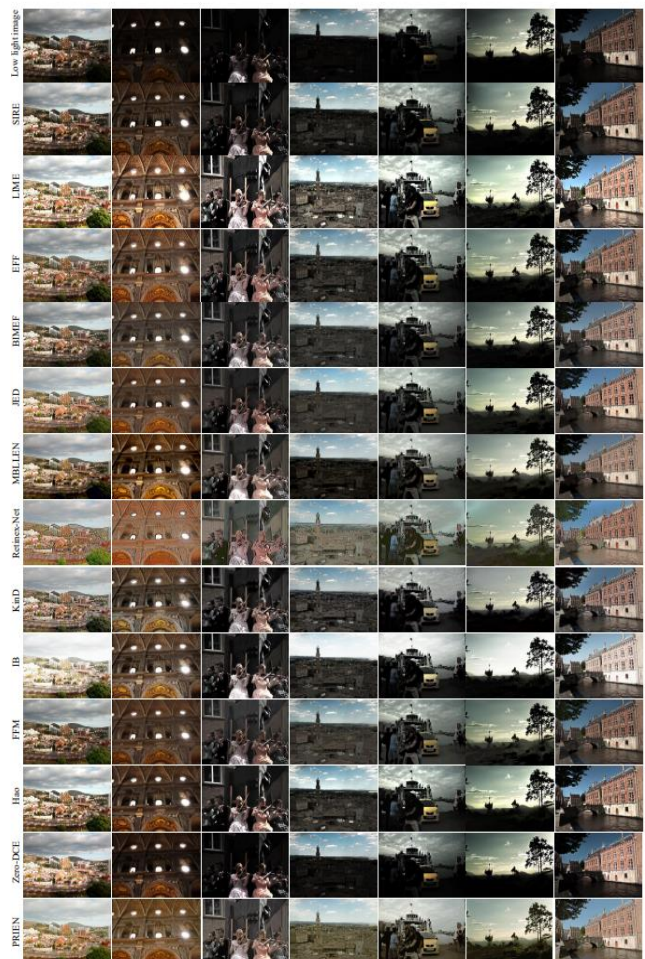 Low light image
SIRE
LIME
EFF
BIMEF
JED
MBLLEN
Retinex-Net
KinD
IB
FFM
Hao
Zero-DCE
PRIEN